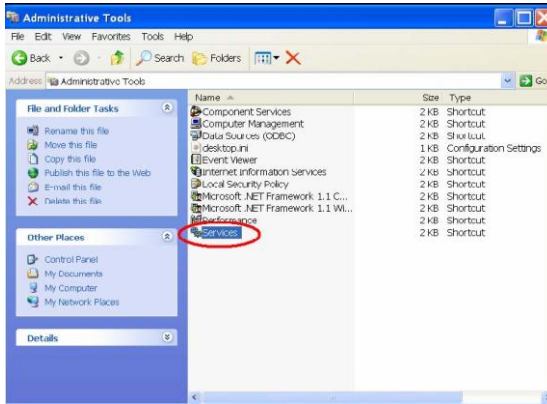 Administrative Tools
File Edit View Favorites Tools Help
Back Search Folders
Address Administrative Tools Go
Name Size Type
File and Folder Tasks
Rename this file
Move this file
Copy this file
Publish this file to the Web
E-mail this file
Delete this file
Other Places
Control Panel
My Documents
My Computer
My Network Places
Details
Component Services 2 KB Shortcut
Computer Management 2 KB Shortcut
Data Sources (ODBC) 2 KB Shortcut
desktop.ini 1 KB Configuration Settings
Event Viewer 2 KB Shortcut
Internet Information Services 2 KB Shortcut
Local Security Policy 2 KB Shortcut
Microsoft .NET Framework 1.1 C... 2 KB Shortcut
Microsoft .NET Framework 1.1 Wi... 2 KB Shortcut
Performance 2 KB Shortcut
Services 2 KB Shortcut